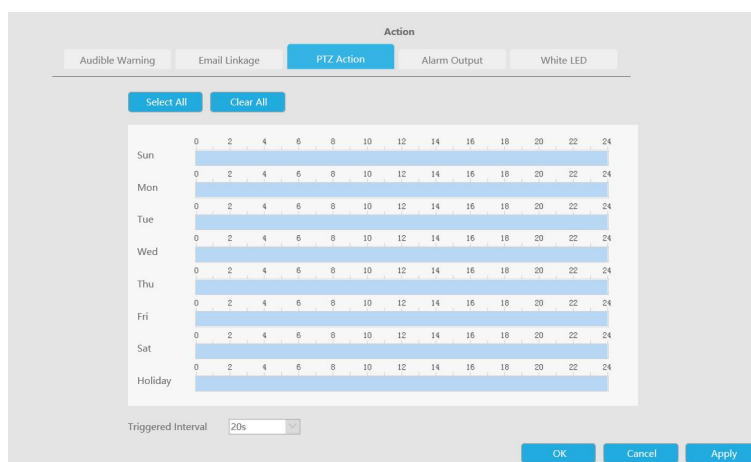 Action
Audible Warning Email Linkage PTZ Action Alarm Output White LED
Select All Clear All
0 2 4 6 8 10 12 14 16 18 20 22 24
Sun
0 2 4 6 8 10 12 14 16 18 20 22 24
Mon
0 2 4 6 8 10 12 14 16 18 20 22 24
Tue
0 2 4 6 8 10 12 14 16 18 20 22 24
Wed
0 2 4 6 8 10 12 14 16 18 20 22 24
Thu
0 2 4 6 8 10 12 14 16 18 20 22 24
Fri
0 2 4 6 8 10 12 14 16 18 20 22 24
Sat
0 2 4 6 8 10 12 14 16 18 20 22 24
Holiday
Triggered Interval 20s
OK Cancel Apply